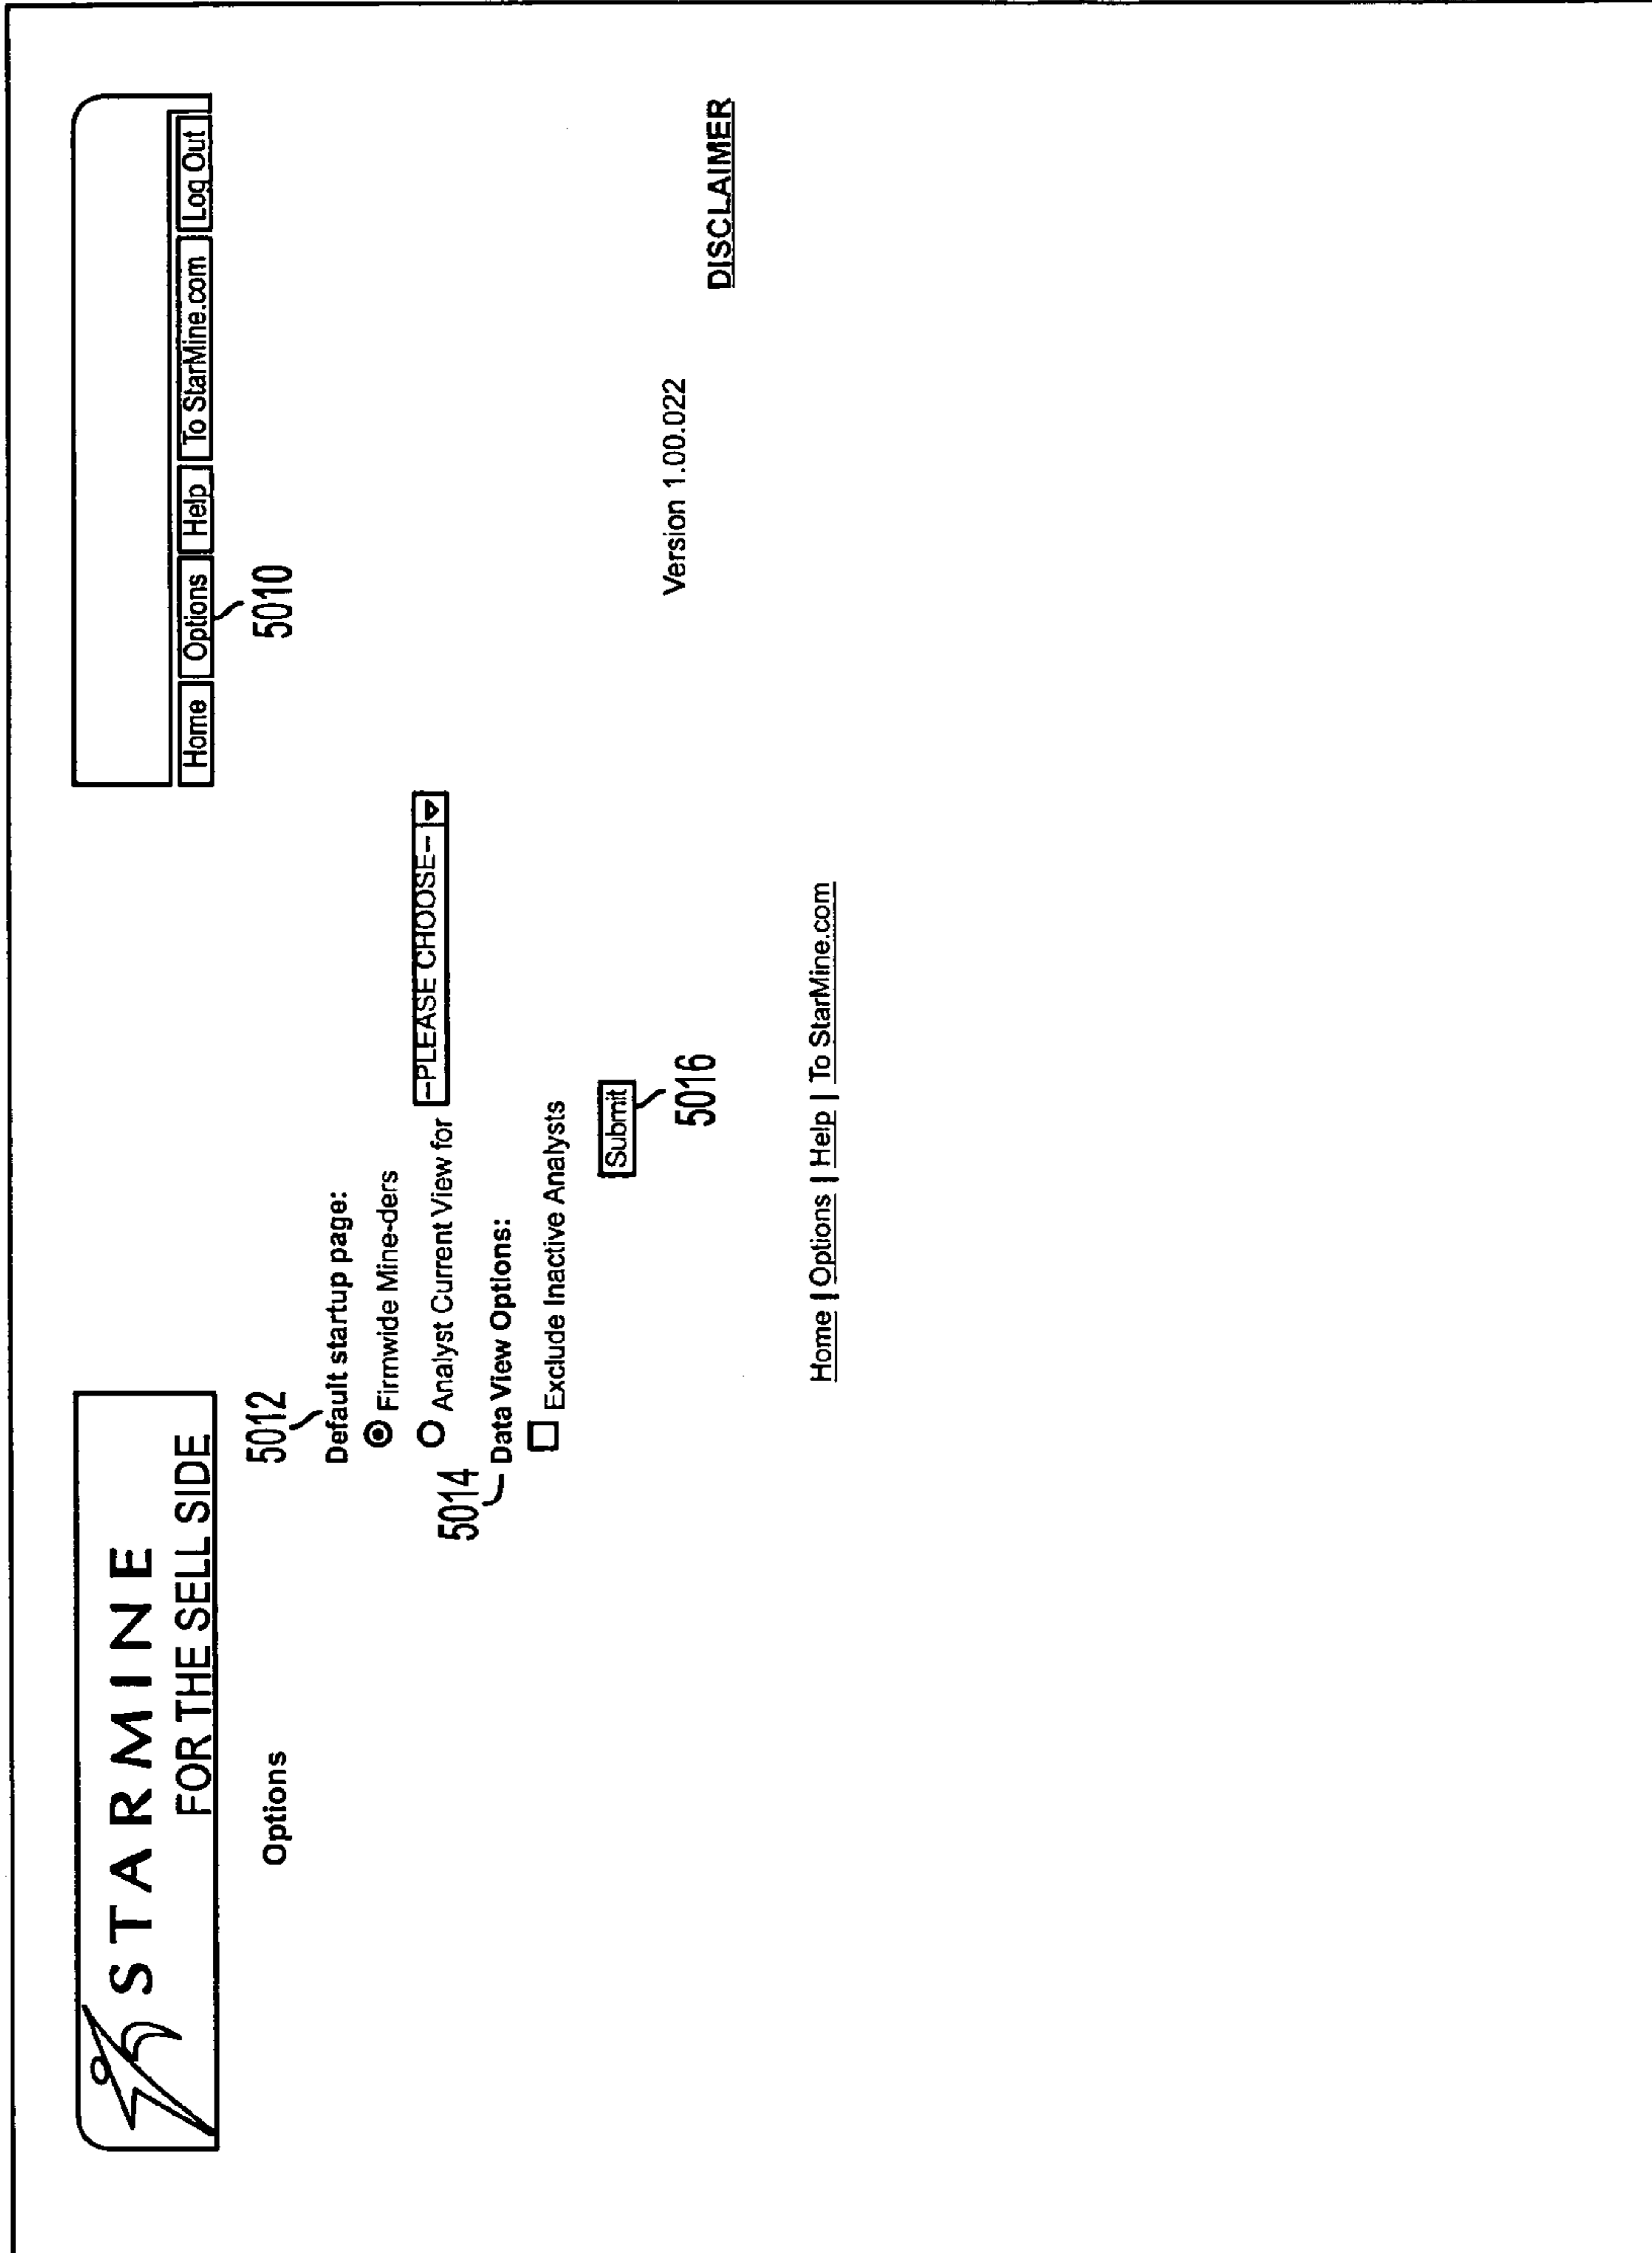 STARMINE
FOR THE SELL SIDE
Home Options Help To StarMine.com Log Out
5010
Options
5012
Default startup page:
Firmwide Mine-ders
Analyst Current View for --PLEASE CHOOSE--
5014
Data View Options:
Exclude Inactive Analysts
Submit
5016
Version 1.00.022
DISCLAIMER
Home | Options | Help | To StarMine.com